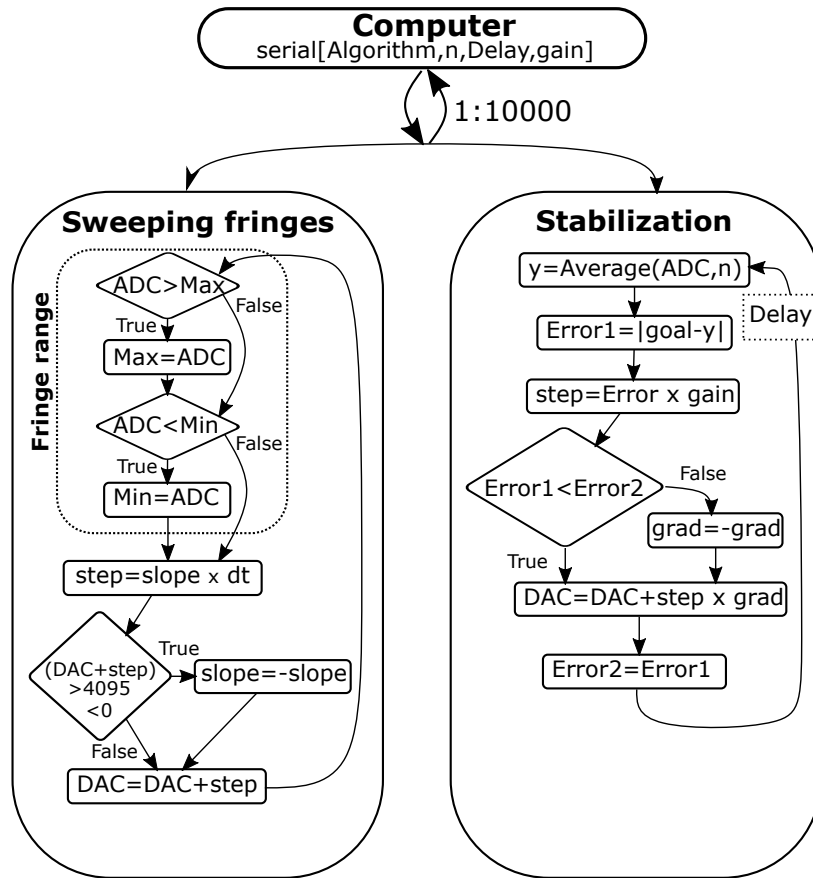 Computer
serial[Algorithm,n,Delay,gain]
1:10000
Sweeping fringes
Fringe range
ADC>Max
True
False
Max=ADC
ADC<Min
True
False
Min=ADC
step=slope x dt
(DAC+step)
>4095
<0
True
slope=-slope
False
DAC=DAC+step
Stabilization
y=Average(ADC,n)
Delay
Error1=|goal-y|
step=Error x gain
Error1<Error2
False
grad=-grad
True
DAC=DAC+step x grad
Error2=Error1